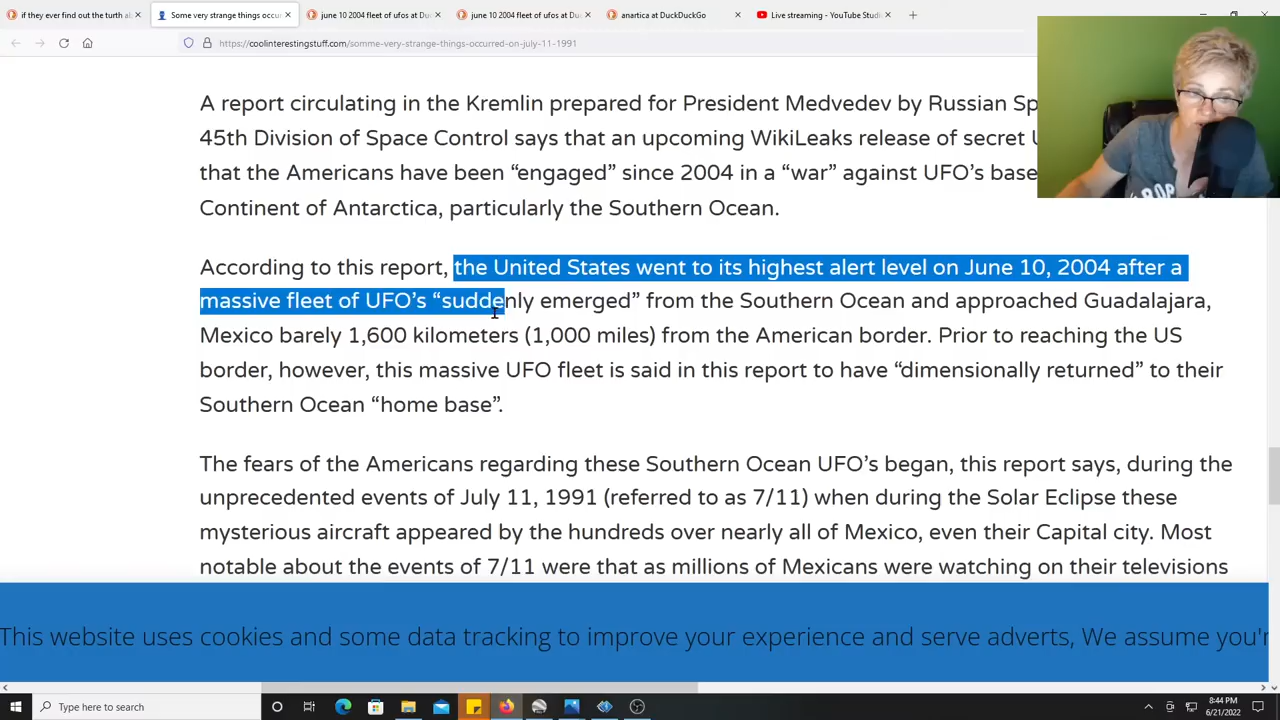 if they ever find out the turth al
Some very strange things occur
june 10 2004 fleet of ufos at Du
june 10 2004 fleet of ufos at Du
anartica at DuckDuckGo
Live streaming - YouTube Studi
https://coolinterestingstuff.com/somme-very-strange-things-occurred-on-july-11-1991
A report circulating in the Kremlin prepared for President Medvedev by Russian Sp
45th Division of Space Control says that an upcoming WikiLeaks release of secret U
that the Americans have been “engaged” since 2004 in a “war” against UFO’s base
Continent of Antarctica, particularly the Southern Ocean.
According to this report, the United States went to its highest alert level on June 10, 2004 after a
massive fleet of UFO’s “suddenly emerged” from the Southern Ocean and approached Guadalajara,
Mexico barely 1,600 kilometers (1,000 miles) from the American border. Prior to reaching the US
border, however, this massive UFO fleet is said in this report to have “dimensionally returned” to their
Southern Ocean “home base”.
The fears of the Americans regarding these Southern Ocean UFO’s began, this report says, during the
unprecedented events of July 11, 1991 (referred to as 7/11) when during the Solar Eclipse these
mysterious aircraft appeared by the hundreds over nearly all of Mexico, even their Capital city. Most
notable about the events of 7/11 were that as millions of Mexicans were watching on their televisions
This website uses cookies and some data tracking to improve your experience and serve adverts, We assume you'r
Type here to search
8:44 PM
6/21/2022